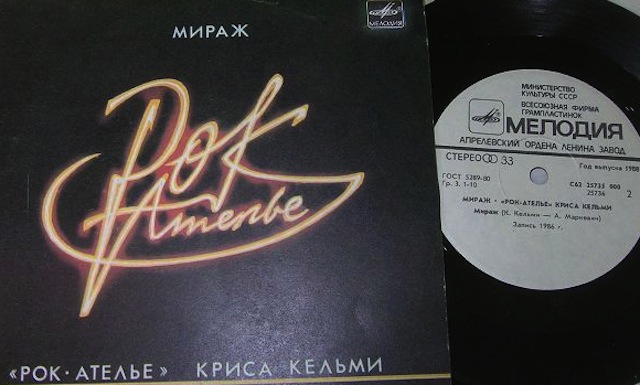 МИРАЖ
МЕЛОДИЯ
Рок
Ателье
«РОК·АТЕЛЬЕ» КРИСА КЕЛЬМИ
МИНИСТЕРСТВО
КУЛЬТУРЫ СССР
ВСЕСОЮЗНАЯ ФИРМА
ГРАМПЛАСТИНОК
МЕЛОДИЯ
АПРЕЛЕВСКИЙ ОРДЕНА ЛЕНИНА ЗАВОД
СТЕРЕО 33
Год выпуска 1988
ГОСТ 5289-80
Гр. 3. 1-10
С62 25735 000
25736
2
МИРАЖ · «РОК-АТЕЛЬЕ» КРИСА КЕЛЬМИ
Мираж (К. Кельми — А. Маркевич)
Запись 1986 г.